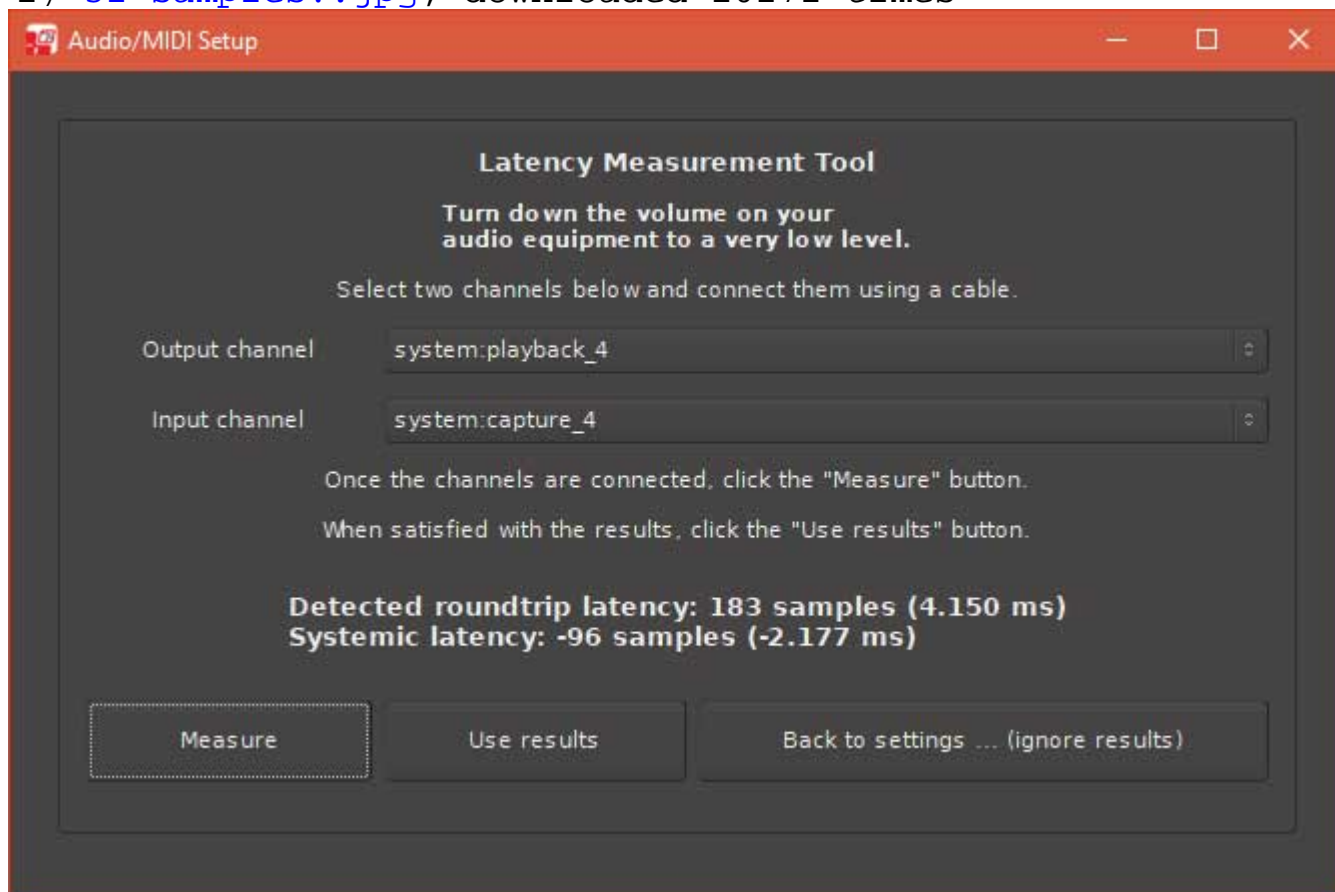 Audio/MIDI Setup
Latency Measurement Tool
Turn down the volume on your
audio equipment to a very low level.
Select two channels below and connect them using a cable.
Output channel system:playback_4
Input channel system:capture_4
Once the channels are connected, click the "Measure" button.
When satisfied with the results, click the "Use results" button.
Detected roundtrip latency: 183 samples (4.150 ms)
Systemic latency: -96 samples (-2.177 ms)
Measure Use results Back to settings ... (ignore results)